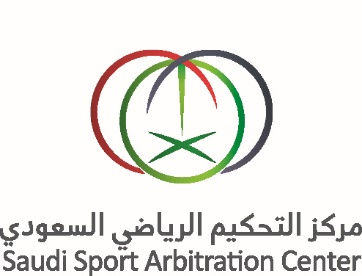 مركز التحكيم الرياضي السعودي
Saudi Sport Arbitration Center